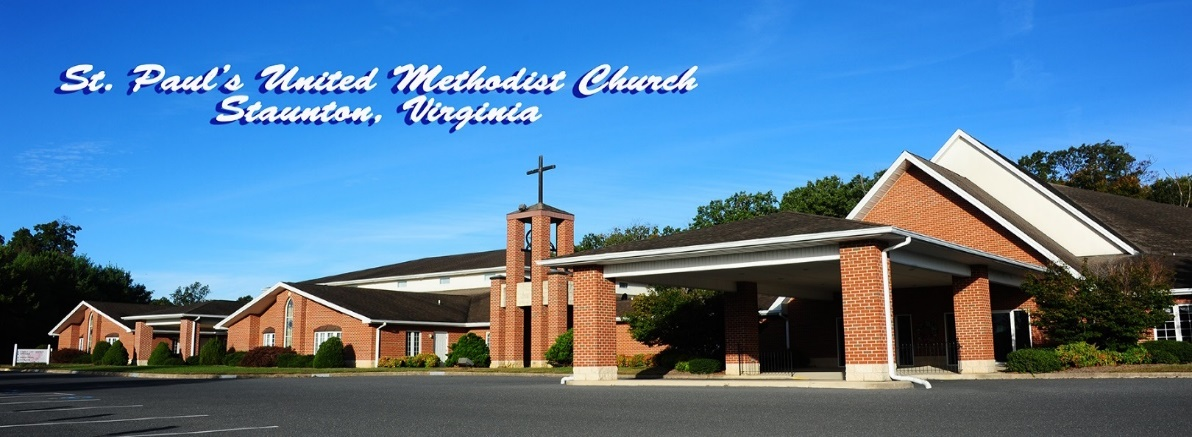 St. Paul's United Methodist Church
Staunton, Virginia